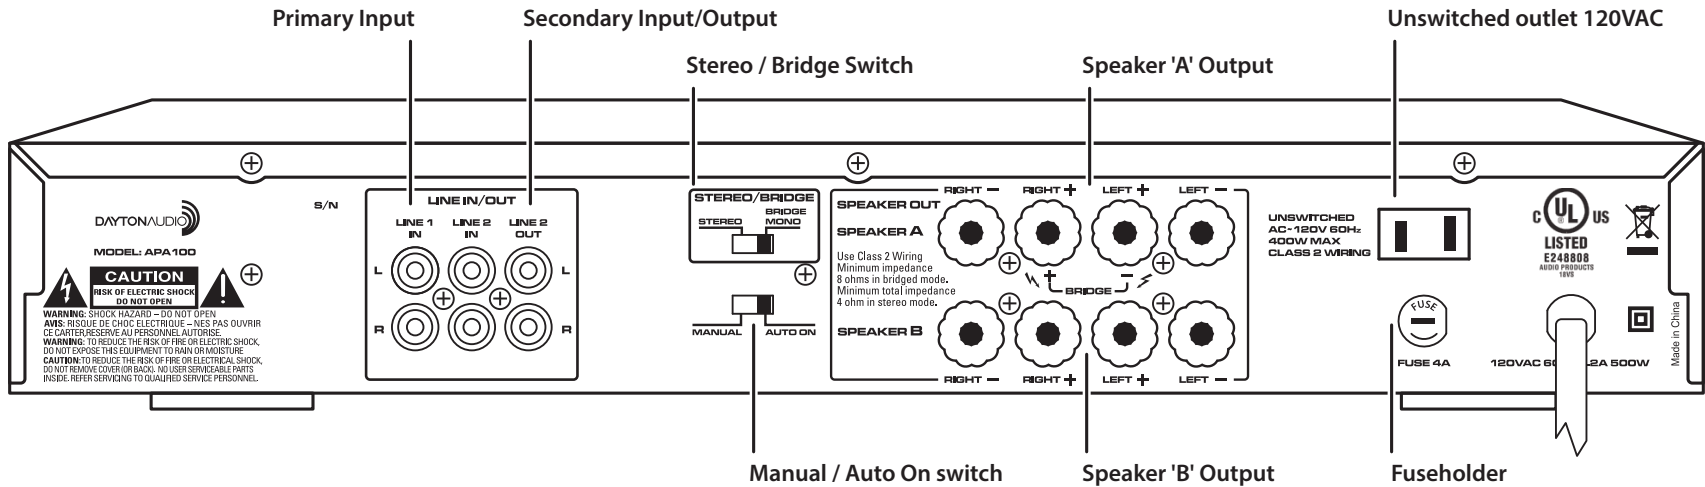 Primary Input
Secondary Input/Output
Unswitched outlet 120VAC
Stereo / Bridge Switch
Speaker 'A' Output
DAYTON AUDIO
MODEL: APA100
S/N
CAUTION
RISK OF ELECTRIC SHOCK
DO NOT OPEN
WARNING: SHOCK HAZARD – DO NOT OPEN
AVIS: RISQUE DE CHOC ELECTRIQUE – NES PAS OUVRIR
CE CARTER,RESERVE AU PERSONNEL AUTORISE.
WARNING: TO REDUCE THE RISK OF FIRE OR ELECTRIC SHOCK,
DO NOT EXPOSE THIS EQUIPMENT TO RAIN OR MOISTURE
CAUTION: TO REDUCE THE RISK OF FIRE OR ELECTRICAL SHOCK,
DO NOT REMOVE COVER (OR BACK). NO USER SERVICEABLE PARTS
INSIDE. REFER SERVICING TO QUALIFIED SERVICE PERSONNEL.
LINE IN/OUT
LINE 1 IN
LINE 2 IN
LINE 2 OUT
L L
R R
STEREO/BRIDGE
STEREO
BRIDGE MONO
MANUAL
AUTO ON
RIGHT – RIGHT + LEFT + LEFT –
SPEAKER OUT
SPEAKER A
Use Class 2 Wiring
Minimum impedance
8 ohms in bridged mode.
Minimum total impedance
4 ohm in stereo mode.
+ –
BRIDGE
SPEAKER B
RIGHT – RIGHT + LEFT + LEFT –
UNSWITCHED
AC~120V 60Hz
400W MAX
CLASS 2 WIRING
C UL US
LISTED
E248808
AUDIO PRODUCTS
18VS
FUSE
FUSE 4A
120VAC 2A 500W
Made in China
Manual / Auto On switch
Speaker 'B' Output
Fuseholder